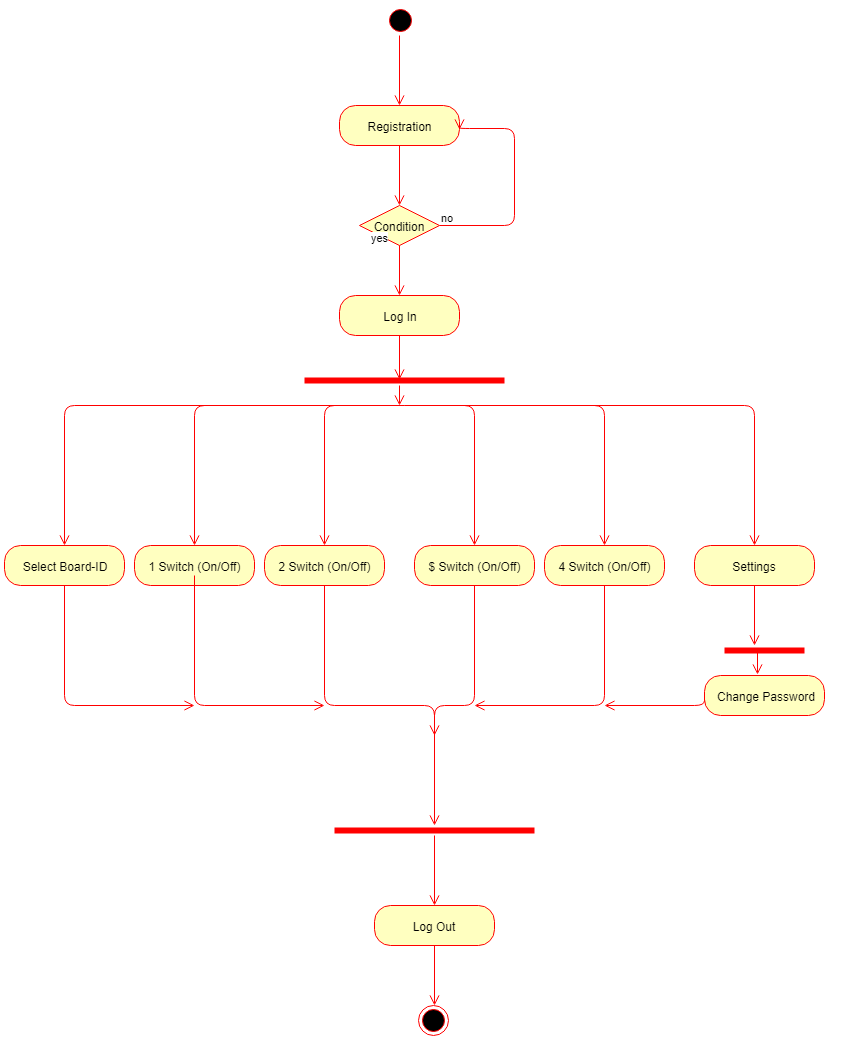 Registration
no
Condition
yes
Log In
Select Board-ID
1 Switch (On/Off)
2 Switch (On/Off)
$ Switch (On/Off)
4 Switch (On/Off)
Settings
Change Password
Log Out